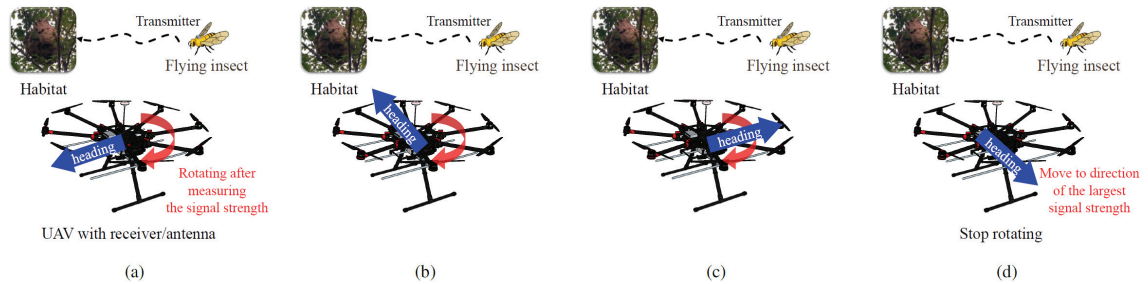 Transmitter
Flying insect
Habitat
heading
Rotating after
measuring
the signal strength
UAV with receiver/antenna
(a)
Transmitter
Flying insect
Habitat
heading
(b)
Transmitter
Flying insect
Habitat
heading
(c)
Transmitter
Flying insect
Habitat
heading
Move to direction
of the largest
signal strength
Stop rotating
(d)